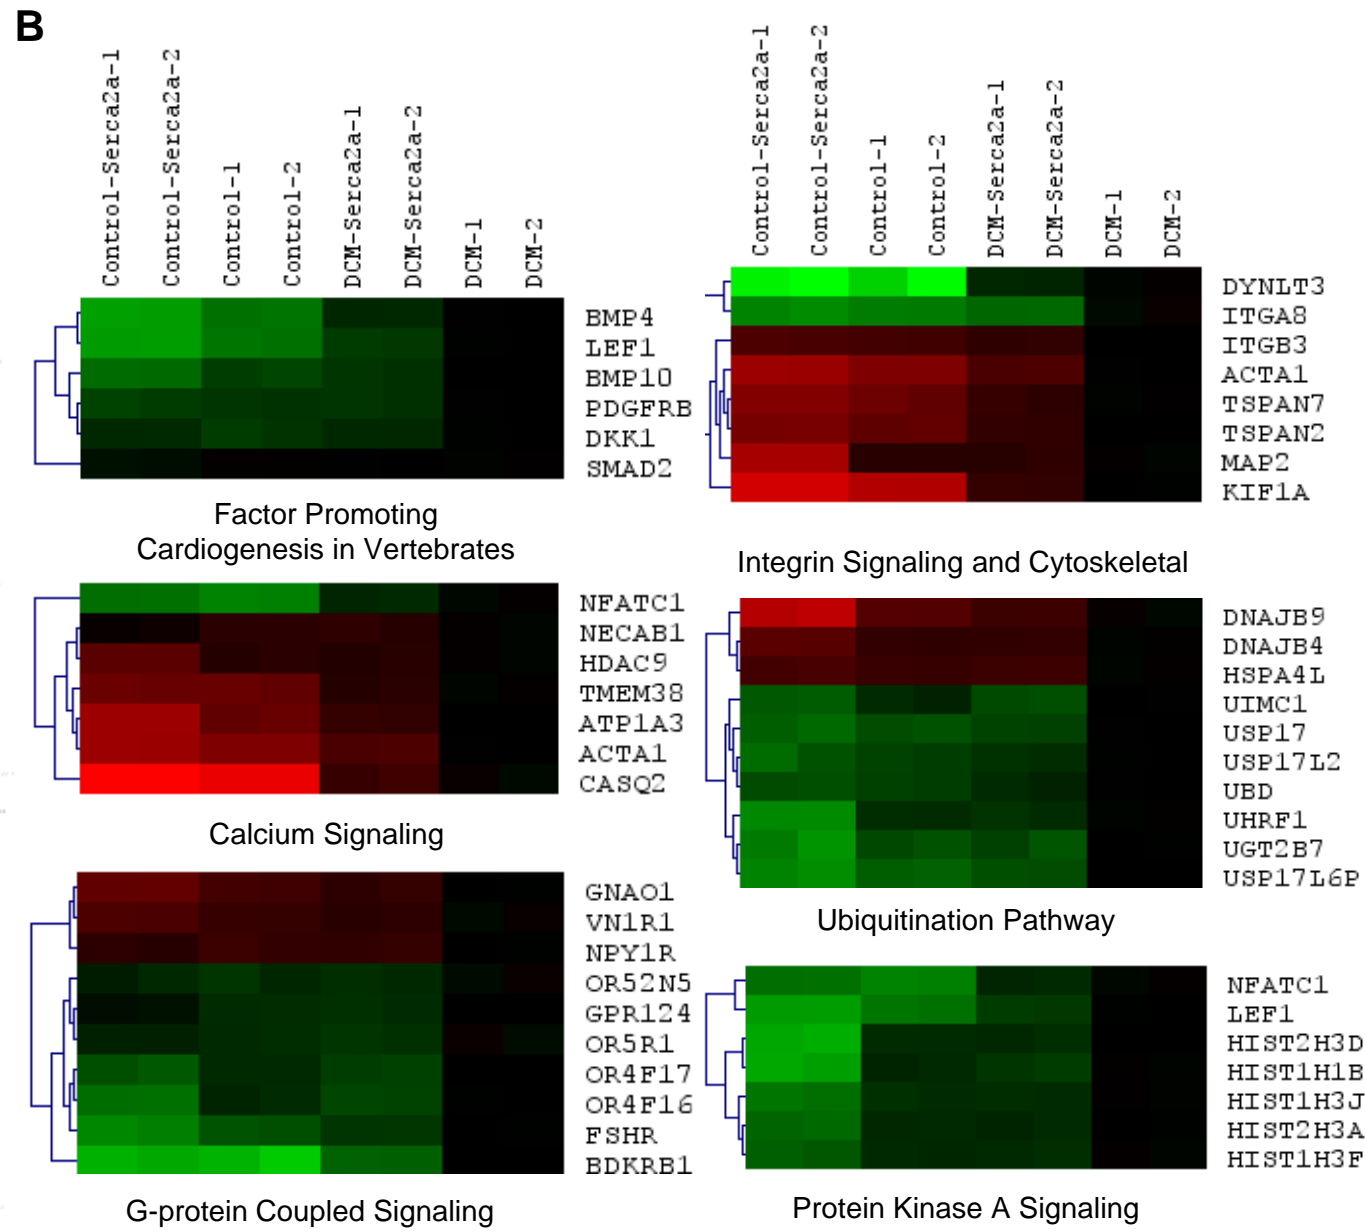 B
Control-Serca2a-1
Control-Serca2a-2
Control-1
Control-2
DCM-Serca2a-1
DCM-Serca2a-2
DCM-1
DCM-2
BMP4
LEF1
BMP10
PDGFRB
DKK1
SMAD2
Factor Promoting
Cardiogenesis in Vertebrates
NFATC1
NECAB1
HDAC9
TMEM38
ATP1A3
ACTA1
CASQ2
Calcium Signaling
GNAO1
VN1R1
NPY1R
OR52N5
GPR124
OR5R1
OR4F17
OR4F16
FSHR
BDKRB1
G-protein Coupled Signaling
Control-Serca2a-1
Control-Serca2a-2
Control-1
Control-2
DCM-Serca2a-1
DCM-Serca2a-2
DCM-1
DCM-2
DYNLT3
ITGA8
ITGB3
ACTA1
TSPAN7
TSPAN2
MAP2
KIF1A
Integrin Signaling and Cytoskeletal
DNAJB9
DNAJB4
HSPA4L
UIMC1
USP17
USP17L2
UBD
UHRF1
UGT2B7
USP17L6P
Ubiquitination Pathway
NFATC1
LEF1
HIST2H3D
HIST1H1B
HIST1H3J
HIST2H3A
HIST1H3F
Protein Kinase A Signaling